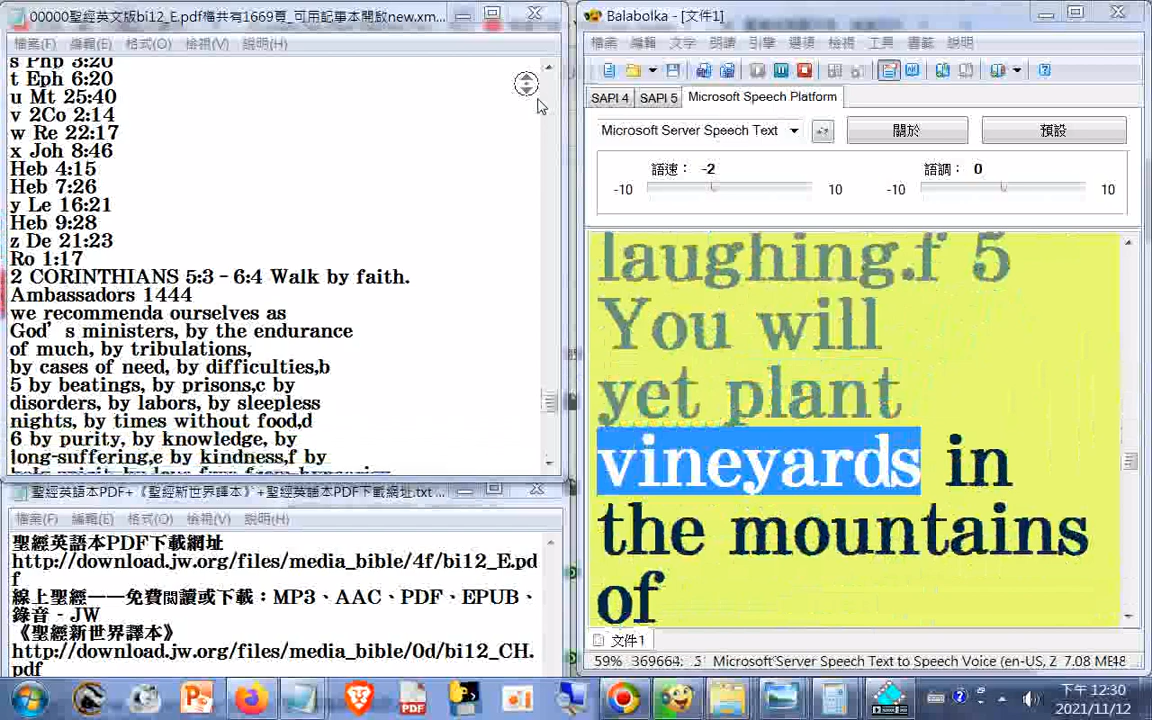 00000聖經英文版bi12_E.pdf檔共有1669頁_可用記事本開啟new.xm...
檔案(F) 編輯(E) 格式(O) 檢視(V) 說明(H)
s Php 3:20
t Eph 6:20
u Mt 25:40
v 2Co 2:14
w Re 22:17
x Joh 8:46
Heb 4:15
Heb 7:26
y Le 16:21
Heb 9:28
z De 21:23
Ro 1:17
2 CORINTHIANS 5:3–6:4 Walk by faith.
Ambassadors 1444
we recommenda ourselves as
God’s ministers, by the endurance
of much, by tribulations,
by cases of need, by difficulties,b
5 by beatings, by prisons,c by
disorders, by labors, by sleepless
nights, by times without food,d
6 by purity, by knowledge, by
long-suffering,e by kindness,f by
聖經英語本PDF+《聖經新世界譯本》+聖經英語本PDF下載網址.txt ...
檔案(F) 編輯(E) 格式(O) 檢視(V) 說明(H)
聖經英語本PDF下載網址
http://download.jw.org/files/media_bible/4f/bi12_E.pd
f
線上聖經——免費閱讀或下載：MP3、AAC、PDF、EPUB、
錄音 - JW
《聖經新世界譯本》
http://download.jw.org/files/media_bible/0d/bi12_CH.
pdf
Balabolka - [文件1]
檔案 編輯 文字 朗讀 引擎 選項 檢視 工具 書籤 說明
SAPI 4 SAPI 5 Microsoft Speech Platform
Microsoft Server Speech Text 關於 預設
語速： -2 語調： 0
-10 10 -10 10
laughing.f 5
You will
yet plant
vineyards in
the mountains
of
文件1
59% 369664: Microsoft Server Speech Text to Speech Voice (en-US, Z 7.08 ME48
下午 12:30
2021/11/12